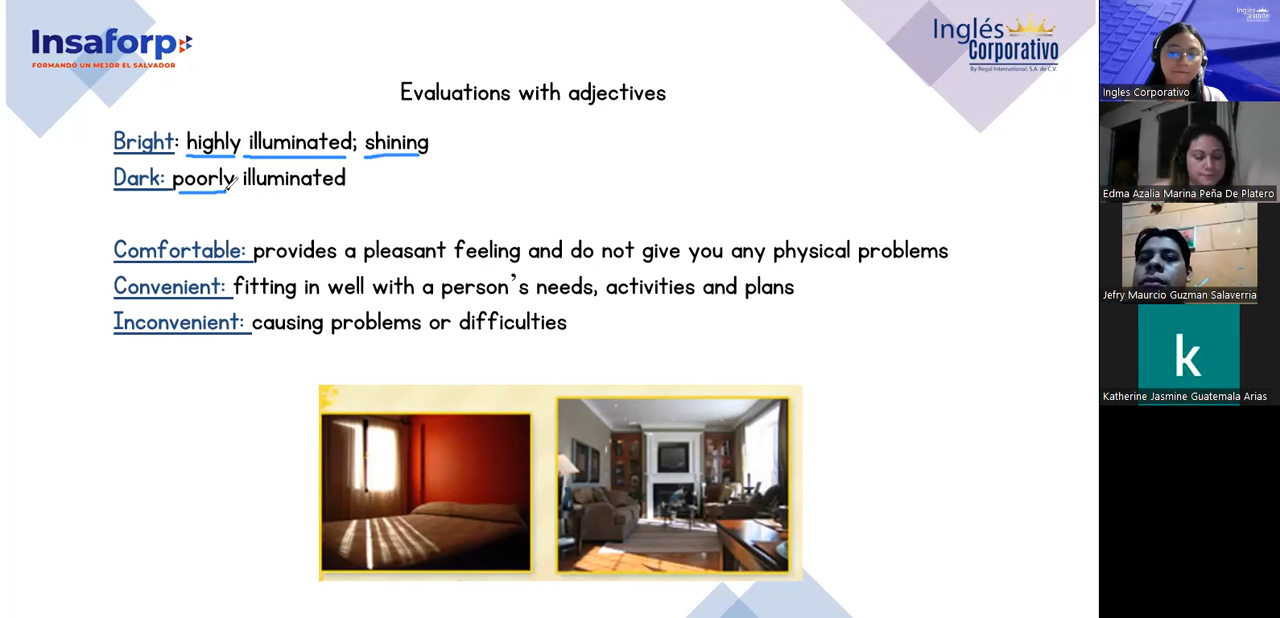 Insaforp
FORMANDO UN MEJOR EL SALVADOR
Inglés
Corporativo
By Regal International, S.A. de C.V.
Evaluations with adjectives
Bright: highly illuminated; shining
Dark: poorly illuminated
Comfortable: provides a pleasant feeling and do not give you any physical problems
Convenient: fitting in well with a person's needs, activities and plans
Inconvenient: causing problems or difficulties
Inglés
Ingles Corporativo
Edma Azalia Marina Peña De Platero
Jefry Maurcio Guzman Salaverria
k
Katherine Jasmine Guatemala Arias